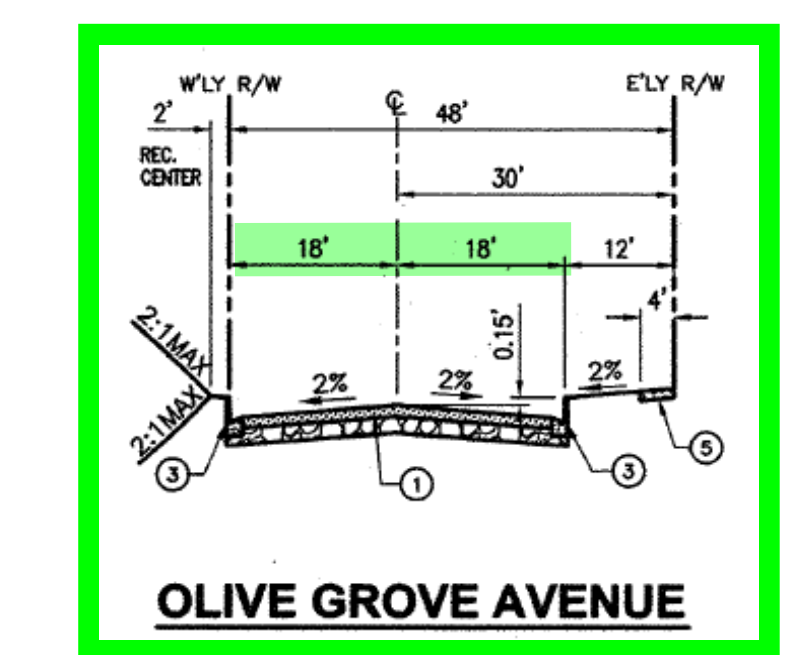 W'LY R/W
E'LY R/W
2'
℄
48'
REC.
CENTER
30'
18'
18'
12'
4'
2:1 MAX
0.15'
2%
2%
2%
2:1 MAX
3
1
3
5
OLIVE GROVE AVENUE